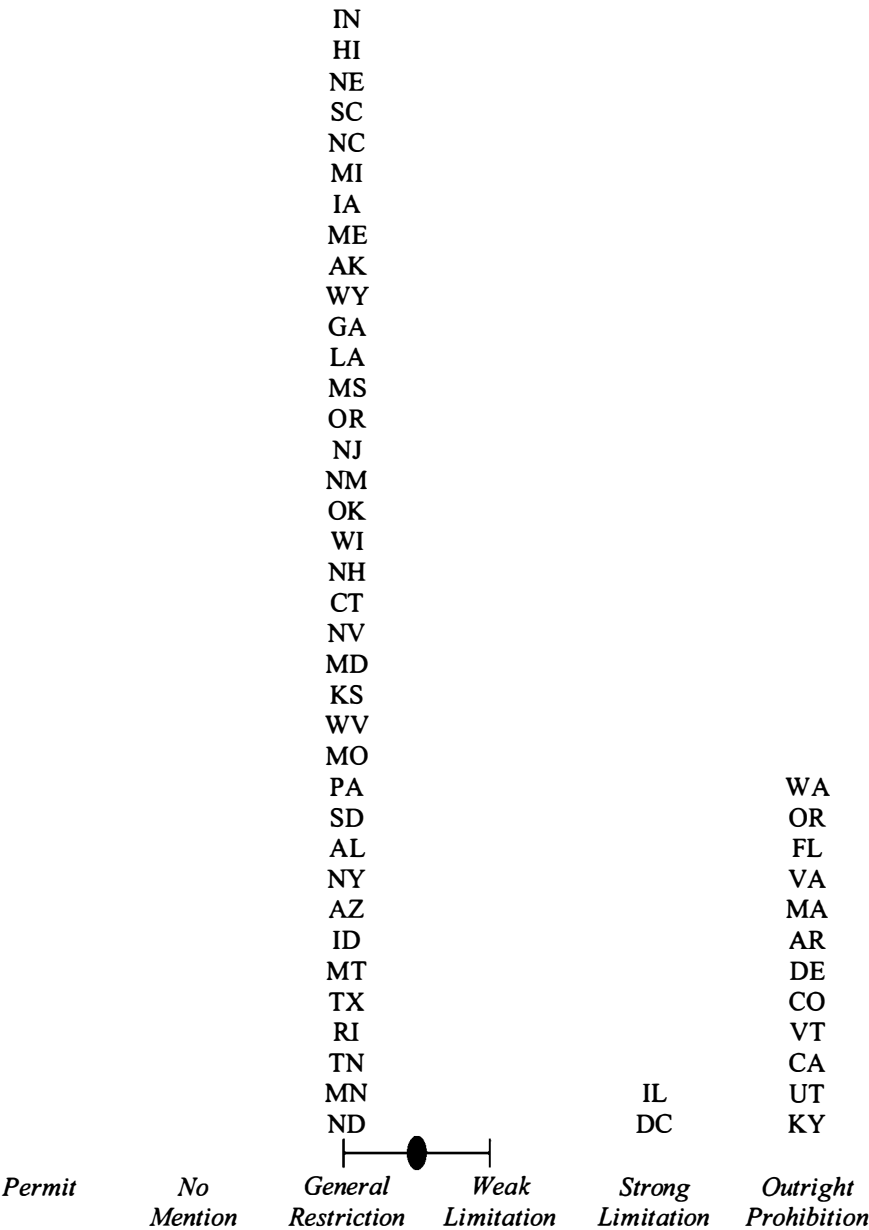 IN
HI
NE
SC
NC
MI
IA
ME
AK
WY
GA
LA
MS
OR
NJ
NM
OK
WI
NH
CT
NV
MD
KS
WV
MO
PA WA
SD OR
AL FL
NY VA
AZ MA
ID AR
MT DE
TX CO
RI VT
TN CA
MN IL UT
ND DC KY
Permit No General Weak Strong Outright
Mention Restriction Limitation Limitation Prohibition